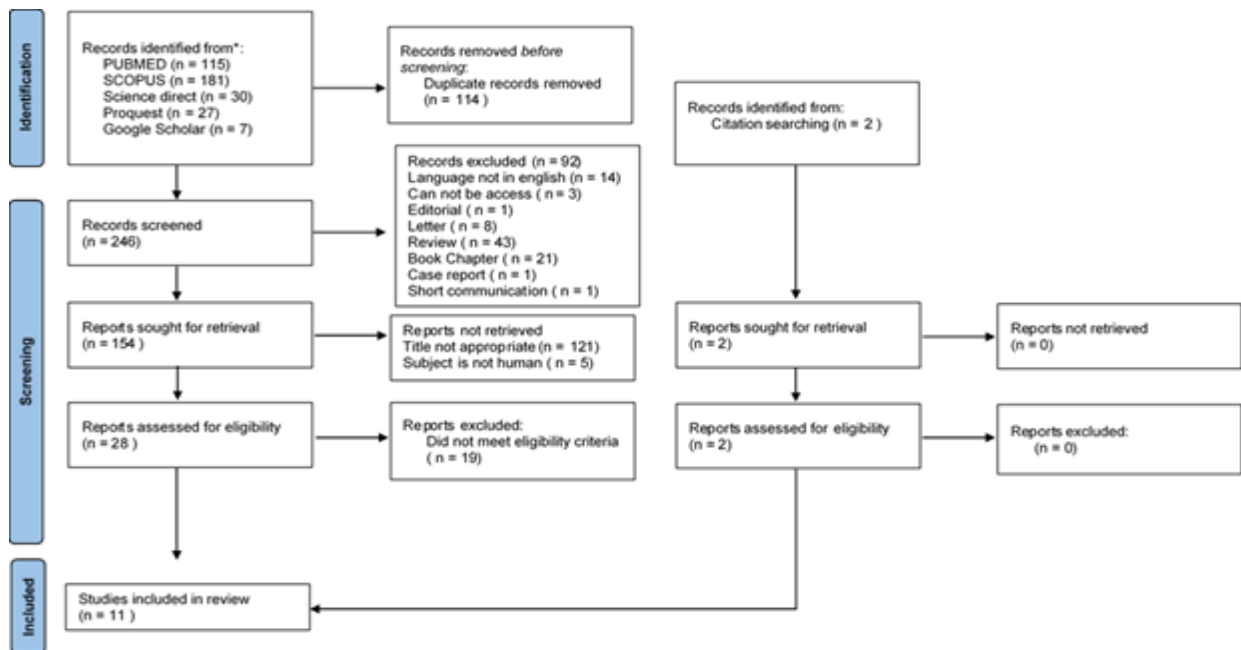 Identification
Records identified from*:
PUBMED (n = 115)
SCOPUS (n = 181)
Science direct (n = 30)
Proquest (n = 27)
Google Scholar (n = 7)
Records removed before
screening:
Duplicate records removed
(n = 114 )
Records identified from:
Citation searching (n = 2 )
Screening
Records screened
(n = 246)
Records excluded (n = 92)
Language not in english (n = 14)
Can not be access ( n = 3)
Editorial ( n = 1)
Letter ( n = 8)
Review ( n = 43)
Book Chapter ( n = 21)
Case report ( n = 1)
Short communication ( n = 1)
Reports sought for retrieval
(n = 154 )
Reports not retrieved
Title not appropriate (n = 121)
Subject is not human ( n = 5)
Reports sought for retrieval
(n = 2)
Reports not retrieved
(n = 0)
Reports assessed for eligibility
(n = 28 )
Reports excluded:
Did not meet eligibility criteria
( n = 19)
Reports assessed for eligibility
(n = 2)
Reports excluded:
(n = 0)
Included
Studies included in review
(n = 11 )